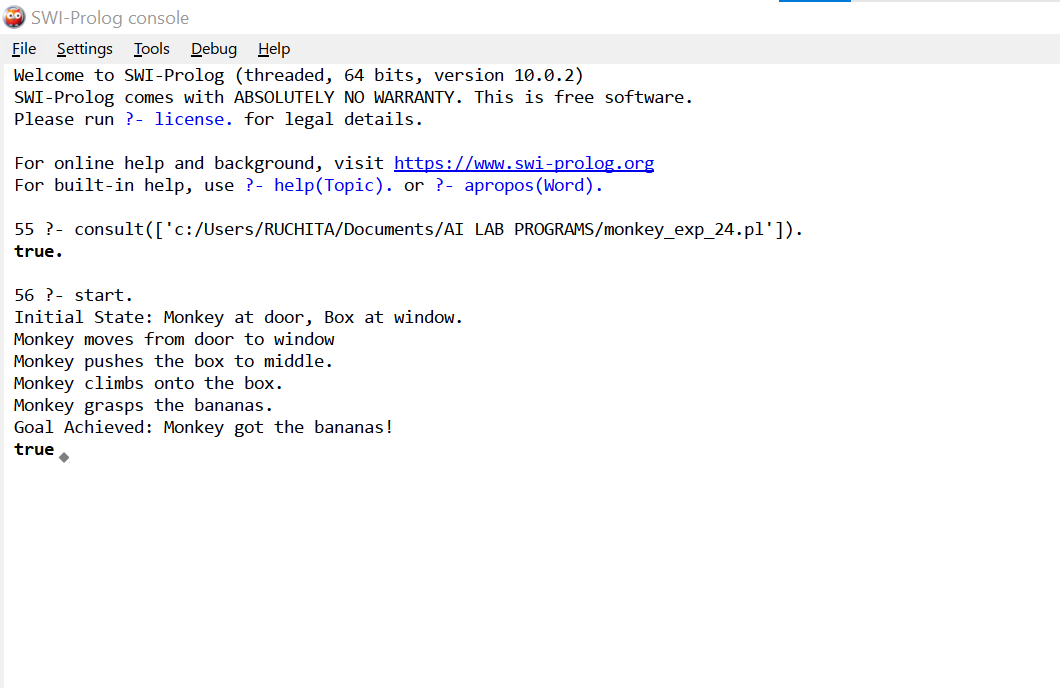 SWI-Prolog console
File Settings Tools Debug Help
Welcome to SWI-Prolog (threaded, 64 bits, version 10.0.2)
SWI-Prolog comes with ABSOLUTELY NO WARRANTY. This is free software.
Please run ?- license. for legal details.
For online help and background, visit https://www.swi-prolog.org
For built-in help, use ?- help(Topic). or ?- apropos(Word).
55 ?- consult(['c:/Users/RUCHITA/Documents/AI LAB PROGRAMS/monkey_exp_24.pl']).
true.
56 ?- start.
Initial State: Monkey at door, Box at window.
Monkey moves from door to window
Monkey pushes the box to middle.
Monkey climbs onto the box.
Monkey grasps the bananas.
Goal Achieved: Monkey got the bananas!
true